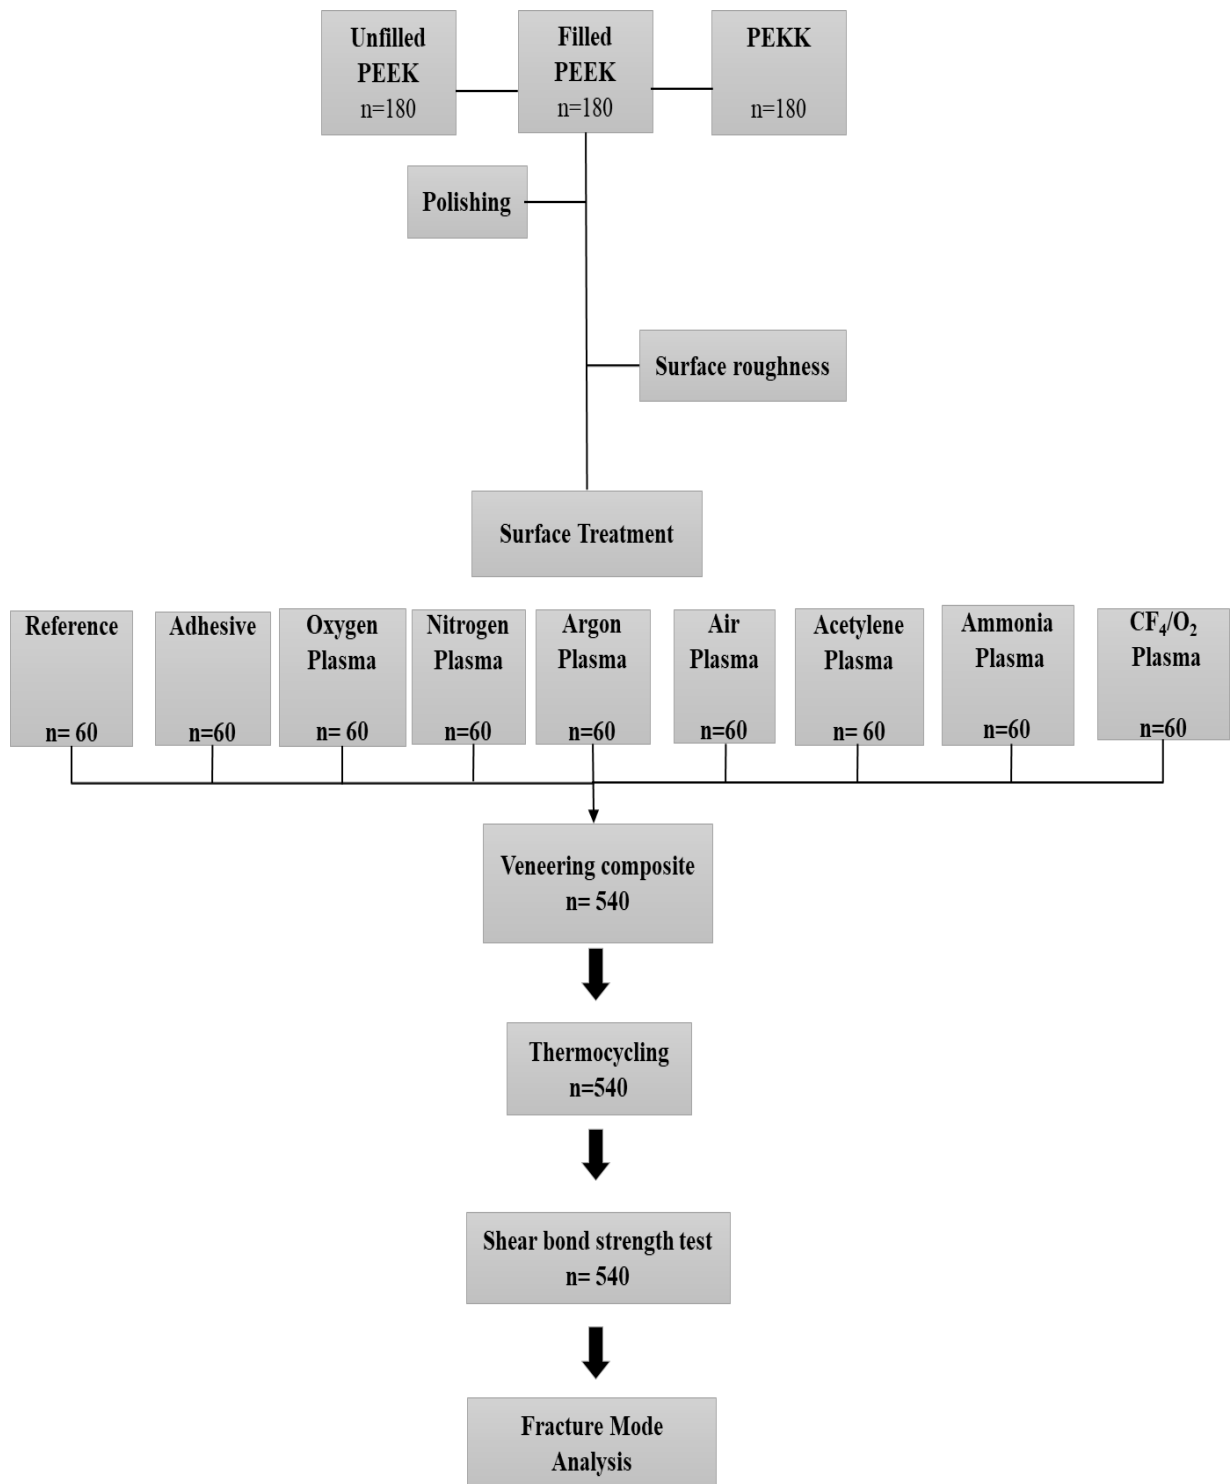 Unfilled
PEEK
n=180
Filled
PEEK
n=180
PEKK
n=180
Polishing
Surface roughness
Surface Treatment
Reference
n= 60
Adhesive
n=60
Oxygen
Plasma
n= 60
Nitrogen
Plasma
n=60
Argon
Plasma
n=60
Air
Plasma
n=60
Acetylene
Plasma
n= 60
Ammonia
Plasma
n=60
CF₄/O₂
Plasma
n=60
Veneering composite
n= 540
Thermocycling
n=540
Shear bond strength test
n= 540
Fracture Mode
Analysis